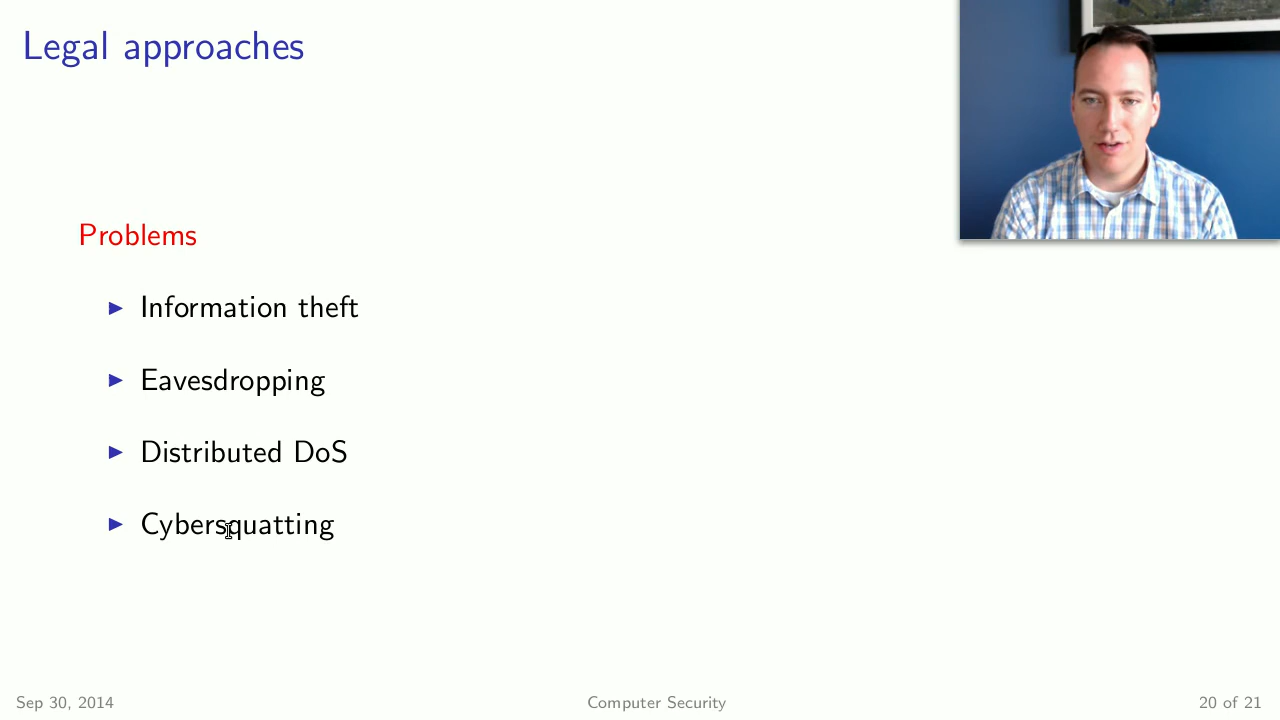 Legal approaches
Problems
Information theft
Eavesdropping
Distributed DoS
Cybersquatting
Sep 30, 2014
Computer Security
20 of 21